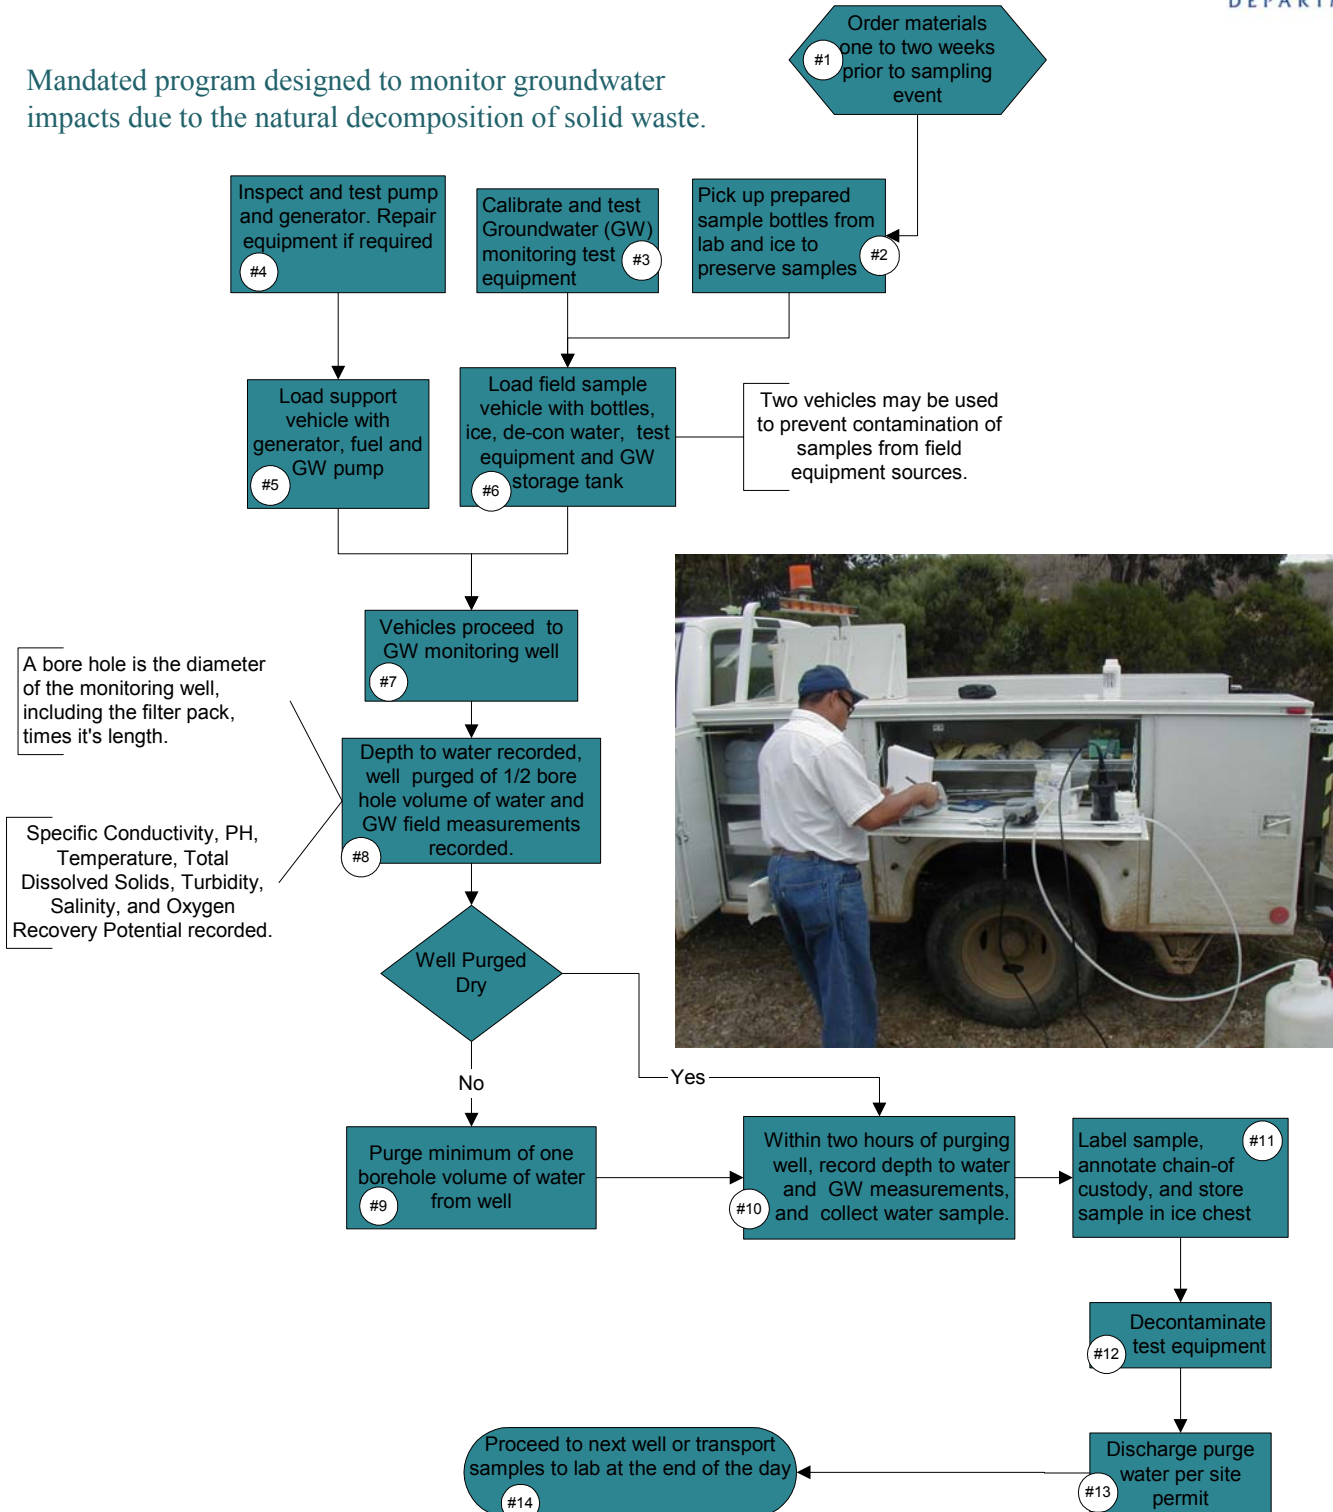 DEPARTM
Mandated program designed to monitor groundwater
impacts due to the natural decomposition of solid waste.
Order materials
one to two weeks
prior to sampling
event
#1
Inspect and test pump
and generator. Repair
equipment if required
#4
Calibrate and test
Groundwater (GW)
monitoring test
equipment
#3
Pick up prepared
sample bottles from
lab and ice to
preserve samples
#2
Load support
vehicle with
generator, fuel and
GW pump
#5
Load field sample
vehicle with bottles,
ice, de-con water, test
equipment and GW
storage tank
#6
Two vehicles may be used
to prevent contamination of
samples from field
equipment sources.
Vehicles proceed to
GW monitoring well
#7
A bore hole is the diameter
of the monitoring well,
including the filter pack,
times it's length.
Depth to water recorded,
well purged of 1/2 bore
hole volume of water and
GW field measurements
recorded.
#8
Specific Conductivity, PH,
Temperature, Total
Dissolved Solids, Turbidity,
Salinity, and Oxygen
Recovery Potential recorded.
Well Purged
Dry
No
Yes
Purge minimum of one
borehole volume of water
from well
#9
Within two hours of purging
well, record depth to water
and GW measurements,
and collect water sample.
#10
Label sample,
annotate chain-of
custody, and store
sample in ice chest
#11
Decontaminate
test equipment
#12
Discharge purge
water per site
permit
#13
Proceed to next well or transport
samples to lab at the end of the day
#14